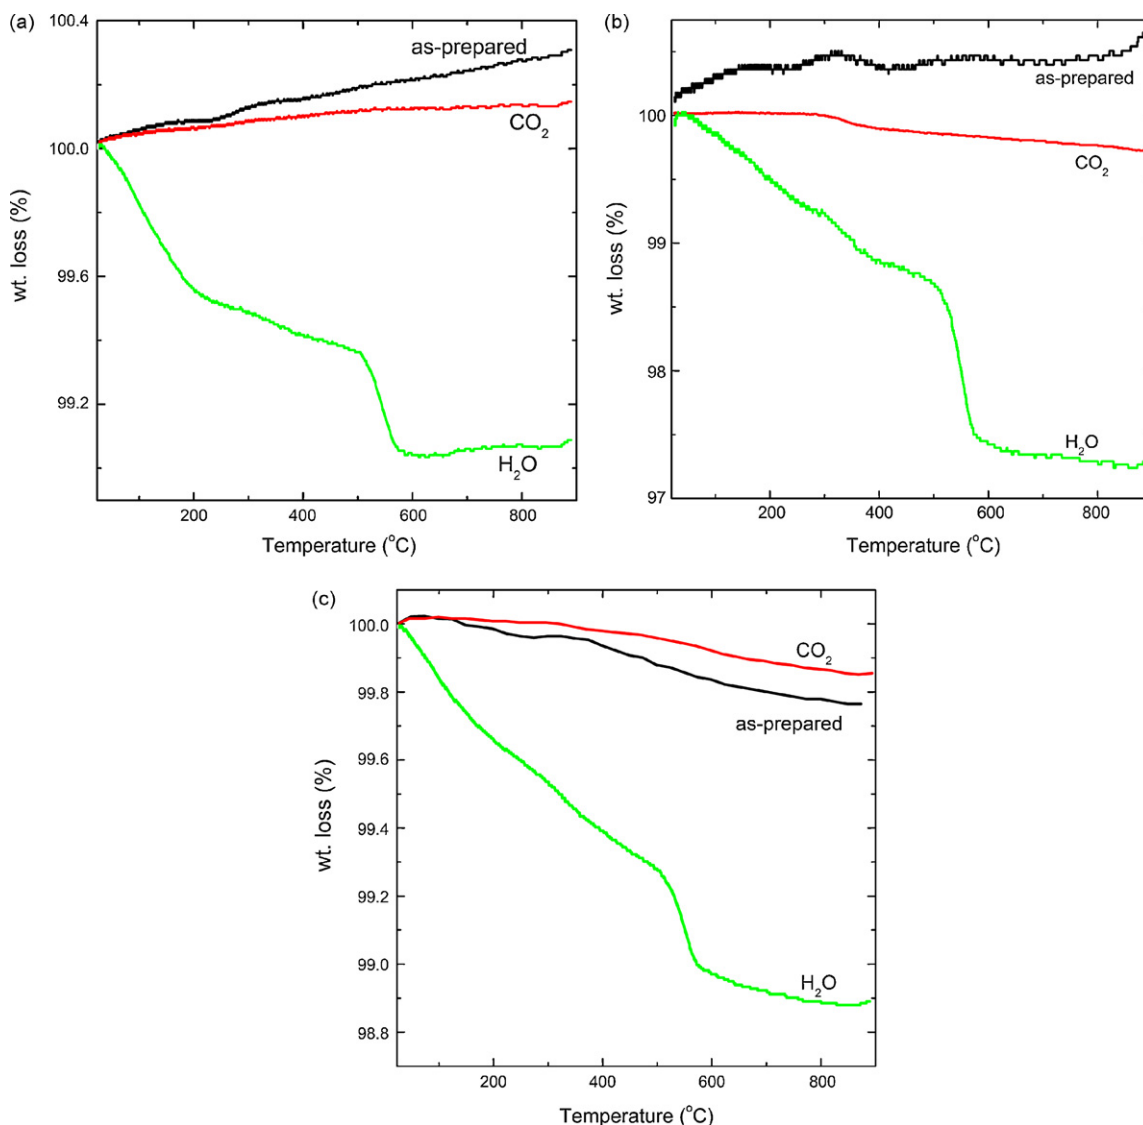 (a)
100.4
100.0
99.6
99.2
wt. loss (%)
as-prepared
CO₂
H₂O
200 400 600 800
Temperature (°C)
(b)
100
99
98
97
wt. loss (%)
as-prepared
CO₂
H₂O
200 400 600 800
Temperature (°C)
(c)
100.0
99.8
99.6
99.4
99.2
99.0
98.8
wt. loss (%)
CO₂
as-prepared
H₂O
200 400 600 800
Temperature (°C)